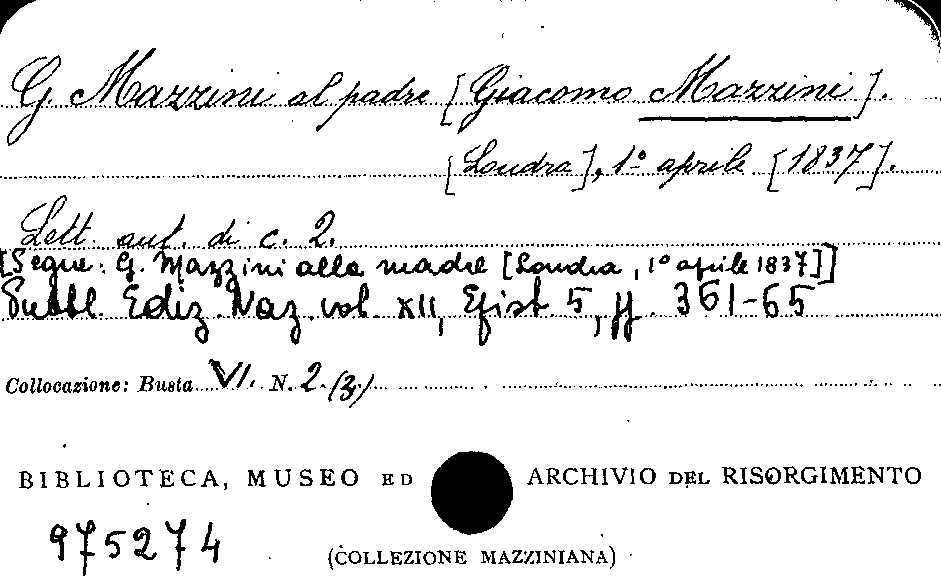 G. Mazzini al padre [Giacomo Mazzini].
[Londra], 1° aprile [1837].
Lett. aut. di c. 2.
[Segue: G. Mazzini alla madre [Londra, 1° aprile 1837]]
Pubbl. Ediz. Naz. vol. XII, Epist. 5, pp. 361-65
Collocazione: Busta VI. N. 2 (3)
BIBLIOTECA, MUSEO ED ARCHIVIO DEL RISORGIMENTO
975274
(COLLEZIONE MAZZINIANA)